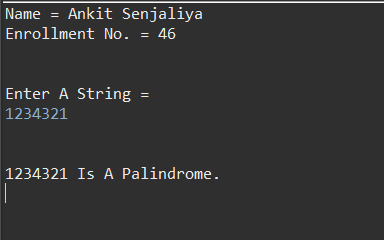 Name = Ankit Senjaliya
Enrollment No. = 46
Enter A String =
1234321
1234321 Is A Palindrome.